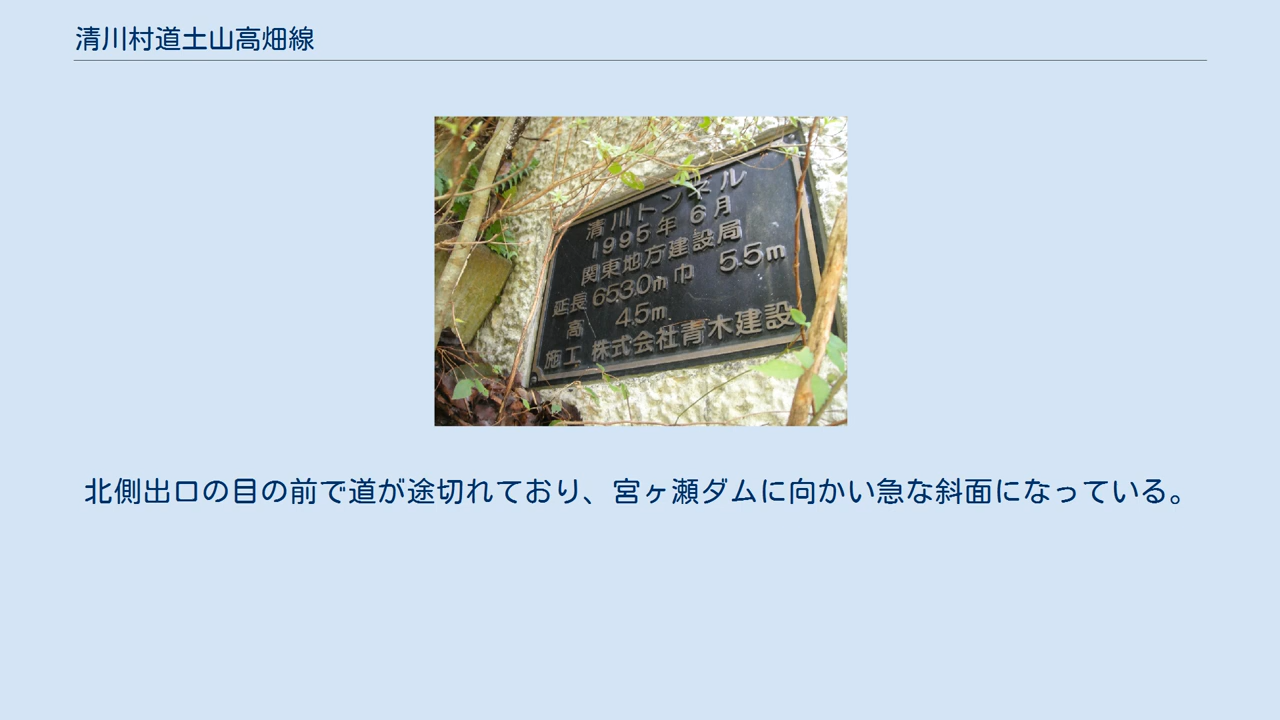 清川村道土山高畑線
清川トンネル
1995年6月
関東地方建設局
延長653.0m 巾 5.5m
高 4.5m
施工 株式会社青木建設
北側出口の目の前で道が途切れており、宮ヶ瀬ダムに向かい急な斜面になっている。